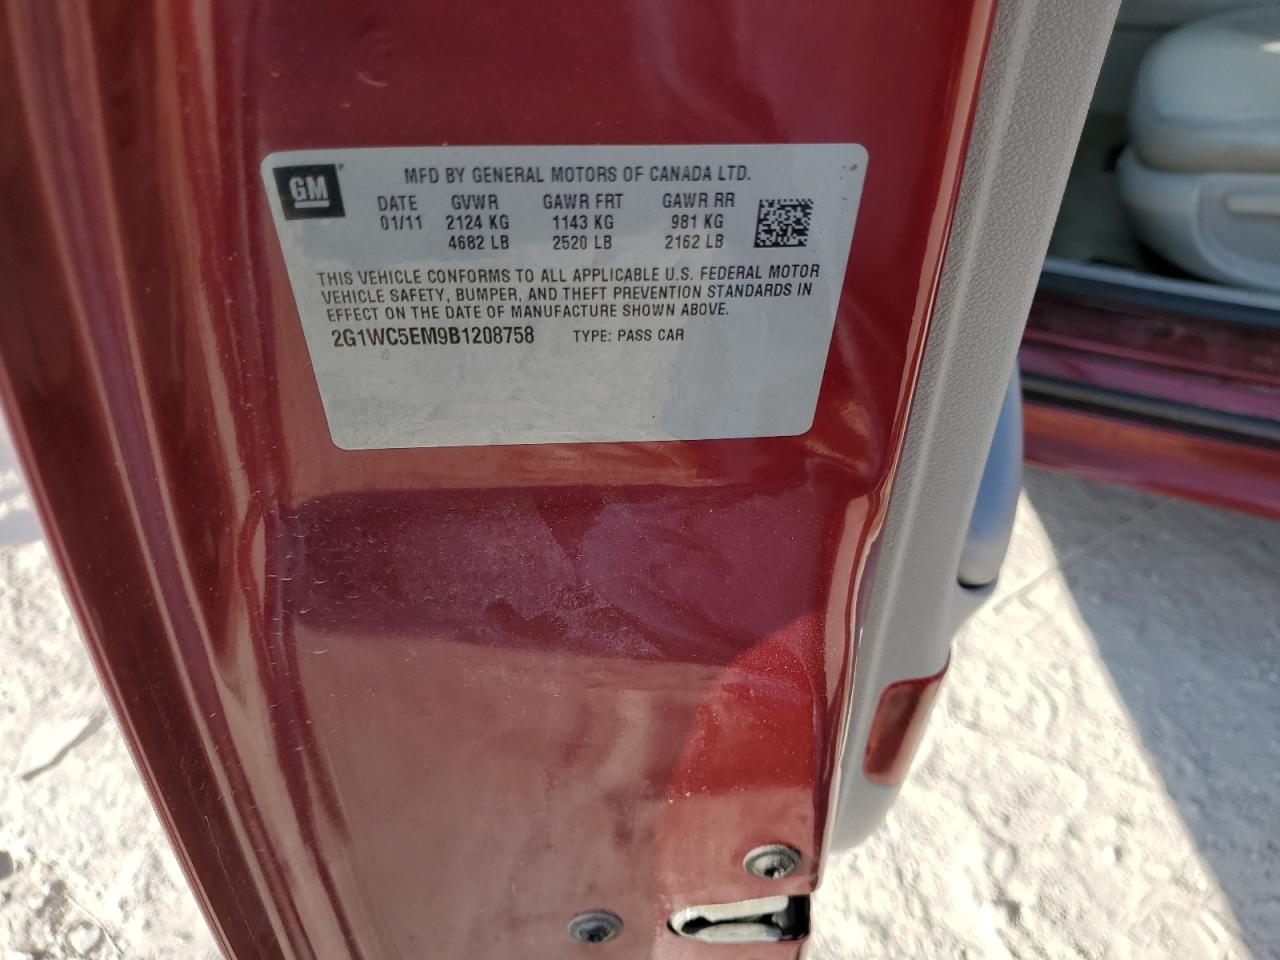 GM
MFD BY GENERAL MOTORS OF CANADA LTD.
DATE GVWR GAWR FRT GAWR RR
01/11 2124 KG 1143 KG 981 KG
4682 LB 2520 LB 2162 LB
THIS VEHICLE CONFORMS TO ALL APPLICABLE U.S. FEDERAL MOTOR
VEHICLE SAFETY, BUMPER, AND THEFT PREVENTION STANDARDS IN
EFFECT ON THE DATE OF MANUFACTURE SHOWN ABOVE.
2G1WC5EM9B1208758 TYPE: PASS CAR